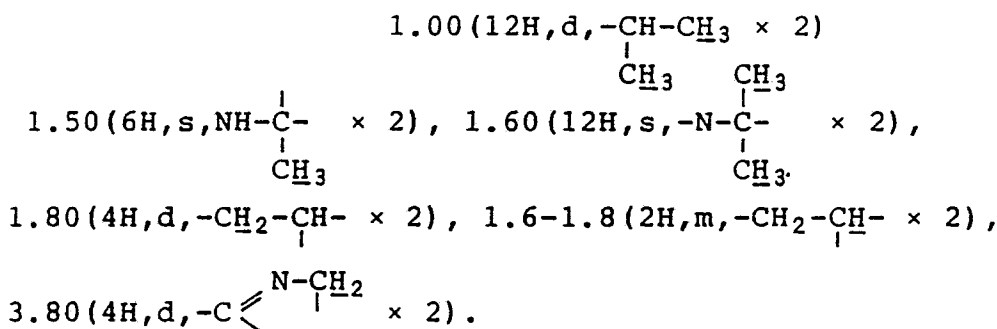 1.00(12H,d,-CH-CH3 × 2)
CH3
CH3
1.50(6H,s,NH-C- × 2), 1.60(12H,s,-N-C- × 2),
CH3
CH3.
1.80(4H,d,-CH2-CH- × 2), 1.6-1.8(2H,m,-CH2-CH- × 2),
N-CH2
3.80(4H,d,-C × 2).